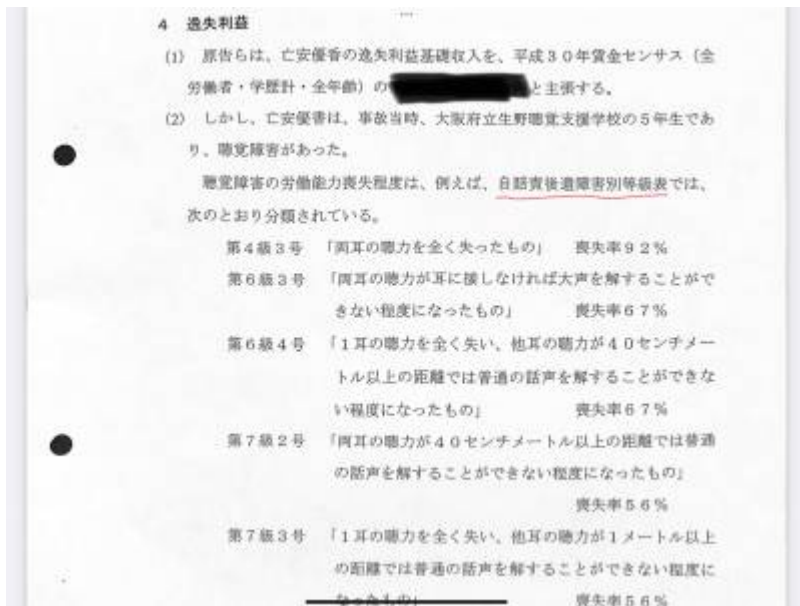 4 逸失利益
(1) 原告らは、亡安優香の逸失利益基礎収入を、平成30年賃金センサス(全
労働者・学歴計・全年齢)の と主張する。
(2) しかし、亡安優香は、事故当時、大阪府立生野聴覚支援学校の5年生であ
り、聴覚障害があった。
聴覚障害の労働能力喪失程度は、例えば、自賠責後遺障害別等級表では、
次のとおり分類されている。
第4級3号 「両耳の聴力を全く失ったもの」 喪失率92%
第6級3号 「両耳の聴力が耳に接しなければ大声を解することがで
きない程度になったもの」 喪失率67%
第6級4号 「1耳の聴力を全く失い、他耳の聴力が40センチメー
トル以上の距離では普通の話声を解することができな
い程度になったもの」 喪失率67%
第7級2号 「両耳の聴力が40センチメートル以上の距離では普通
の話声を解することができない程度になったもの」
喪失率56%
第7級3号 「1耳の聴力を全く失い、他耳の聴力が1メートル以上
の距離では普通の話声を解することができない程度に
なったもの」 喪失率56%